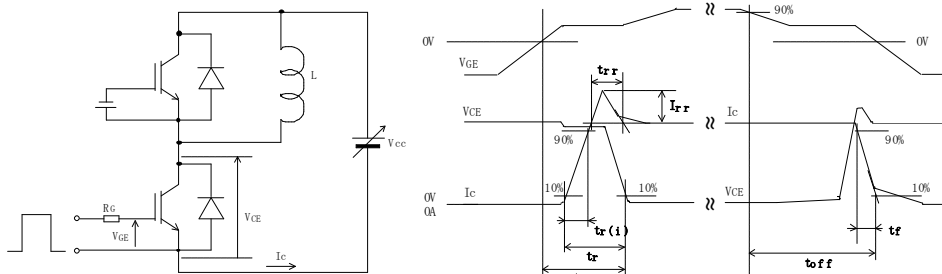 L
Vcc
RG
VGE
VCE
Ic
90%
0V
0V
VGE
trr
Irr
VCE
Ic
90%
90%
Ic
10%
10%
VCE
10%
0V
0A
tr(i)
tf
tr
toff